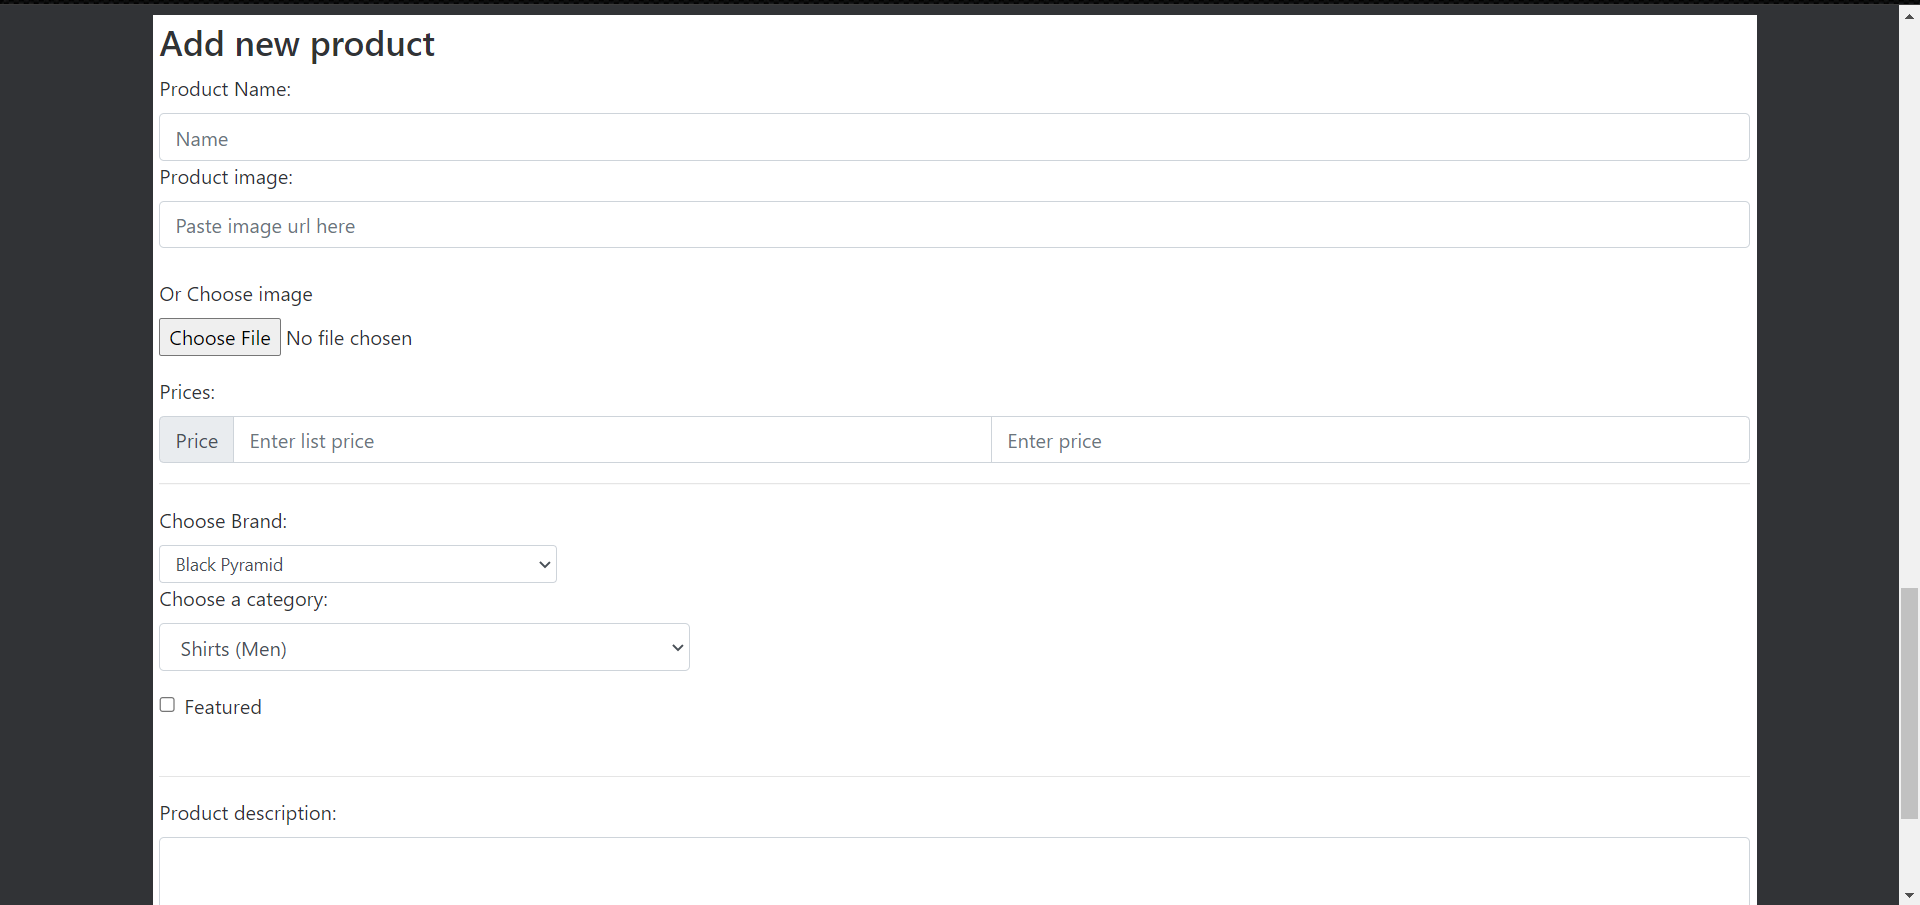 Add new product
Product Name:
Name
Product image:
Paste image url here
Or Choose image
Choose File No file chosen
Prices:
Price Enter list price Enter price
Choose Brand:
Black Pyramid
Choose a category:
Shirts (Men)
Featured
Product description: